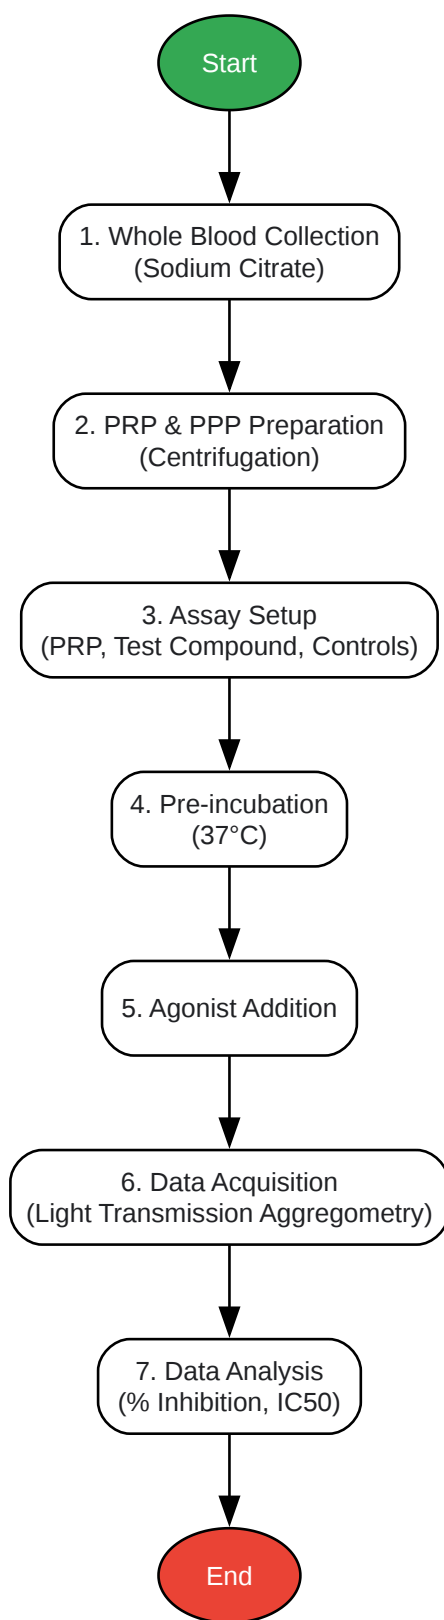 Start
1. Whole Blood Collection
(Sodium Citrate)
2. PRP & PPP Preparation
(Centrifugation)
3. Assay Setup
(PRP, Test Compound, Controls)
4. Pre-incubation
(37°C)
5. Agonist Addition
6. Data Acquisition
(Light Transmission Aggregometry)
7. Data Analysis
(% Inhibition, IC50)
End